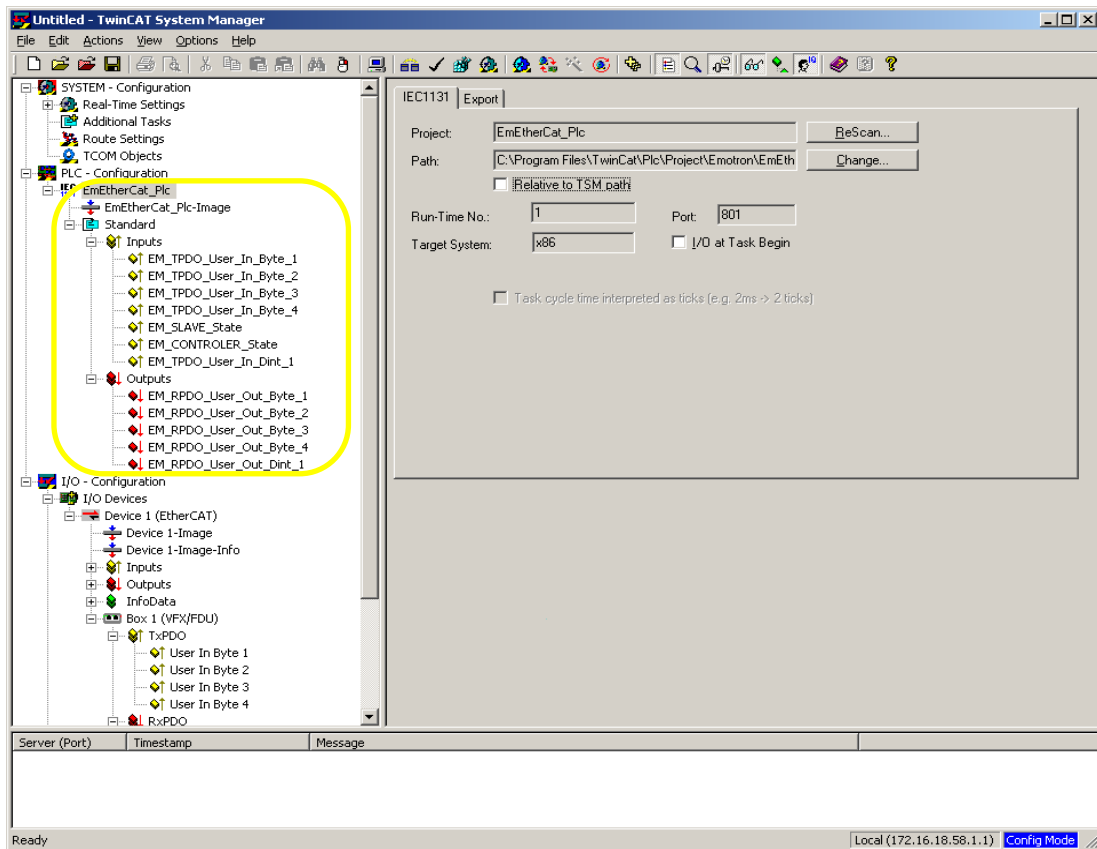 Untitled - TwinCAT System Manager
File Edit Actions View Options Help
SYSTEM - Configuration
Real-Time Settings
Additional Tasks
Route Settings
TCOM Objects
PLC - Configuration
EmEtherCat_Plc
EmEtherCat_Plc-Image
Standard
Inputs
EM_TPDO_User_In_Byte_1
EM_TPDO_User_In_Byte_2
EM_TPDO_User_In_Byte_3
EM_TPDO_User_In_Byte_4
EM_SLAVE_State
EM_CONTROLER_State
EM_TPDO_User_In_Dint_1
Outputs
EM_RPDO_User_Out_Byte_1
EM_RPDO_User_Out_Byte_2
EM_RPDO_User_Out_Byte_3
EM_RPDO_User_Out_Byte_4
EM_RPDO_User_Out_Dint_1
I/O - Configuration
I/O Devices
Device 1 (EtherCAT)
Device 1-Image
Device 1-Image-Info
Inputs
Outputs
InfoData
Box 1 (VFX/FDU)
TxPDO
User In Byte 1
User In Byte 2
User In Byte 3
User In Byte 4
RxPDO
IEC1131 Export
Project: EmEtherCat_Plc ReScan...
Path: C:\Program Files\TwinCat\Plc\Project\Emotron\EmEth Change...
Relative to TSM path
Run-Time No.: 1 Port: 801
Target System: x86 I/O at Task Begin
Task cycle time interpreted as ticks (e.g. 2ms -> 2 ticks)
Server (Port) Timestamp Message
Ready Local (172.16.18.58.1.1) Config Mode